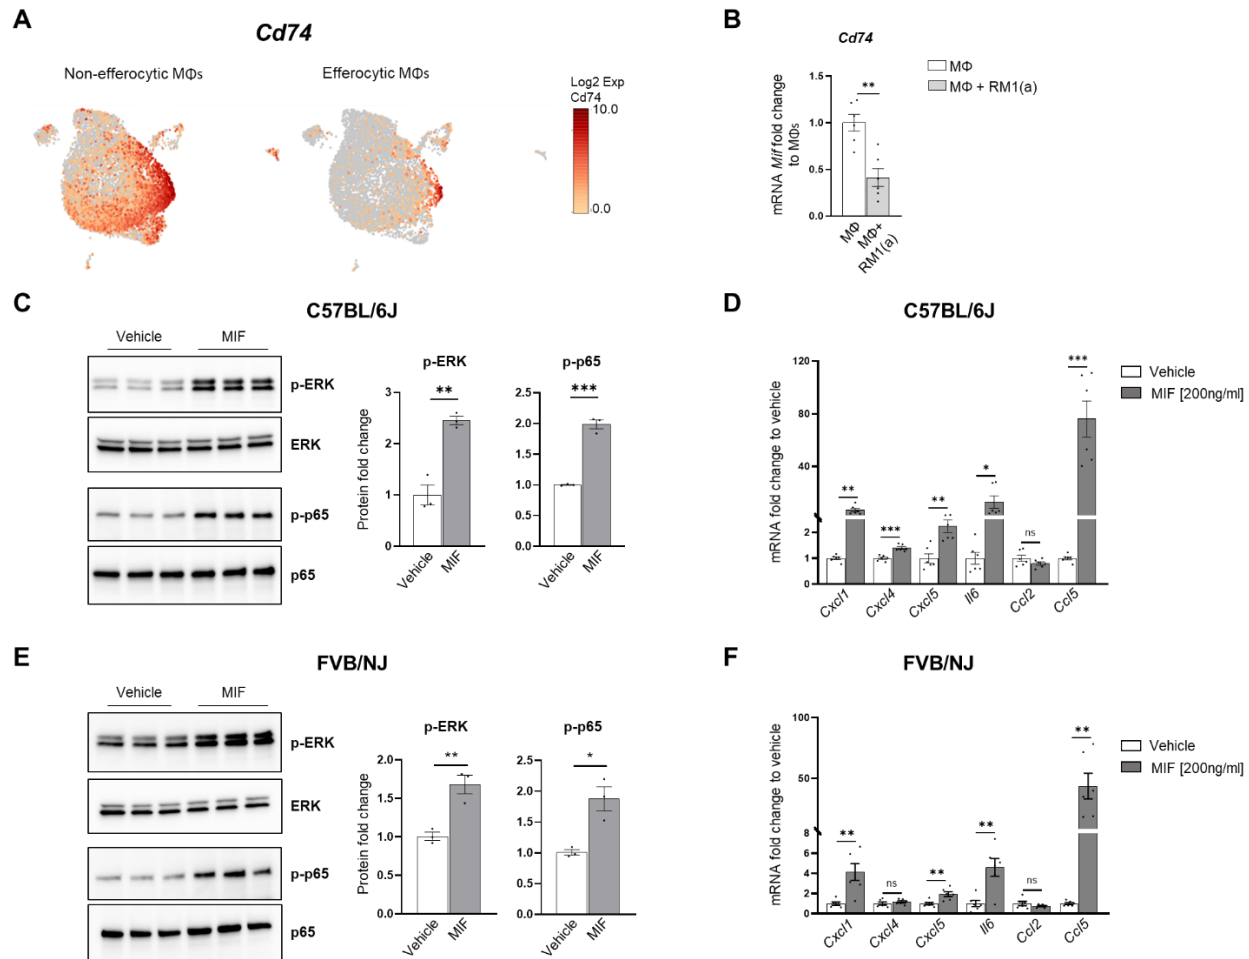 A
Cd74
Non-efferocytic MΦs
Efferocytic MΦs
Log2 Exp
Cd74
10.0
0.0
B
Cd74
MΦ
MΦ + RM1(a)
mRNA Mif fold change
to MΦs
1.5
1.0
0.5
0.0
**
MΦ
MΦ+
RM1(a)
C
C57BL/6J
Vehicle
MIF
p-ERK
ERK
p-p65
p65
p-ERK
Protein fold change
3
2
1
0
**
Vehicle
MIF
p-p65
2.5
2.0
1.5
1.0
0.5
0.0
***
Vehicle
MIF
D
C57BL/6J
mRNA fold change to vehicle
120
80
40
2
1
0
**
***
**
*
ns
***
Cxcl1
Cxcl4
Cxcl5
Il6
Ccl2
Ccl5
Vehicle
MIF [200ng/ml]
E
FVB/NJ
Vehicle
MIF
p-ERK
ERK
p-p65
p65
p-ERK
Protein fold change
2.0
1.5
1.0
0.5
0.0
**
Vehicle
MIF
p-p65
2.5
2.0
1.5
1.0
0.5
0.0
*
Vehicle
MIF
F
FVB/NJ
mRNA fold change to vehicle
100
50
8
6
4
2
0
**
ns
**
**
ns
**
Cxcl1
Cxcl4
Cxcl5
Il6
Ccl2
Ccl5
Vehicle
MIF [200ng/ml]